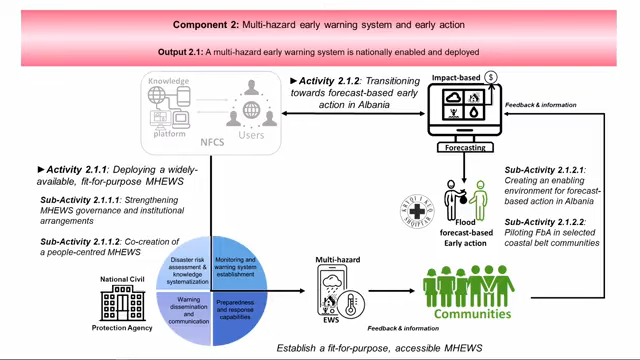 Component 2: Multi-hazard early warning system and early action
Output 2.1: A multi-hazard early warning system is nationally enabled and deployed
Knowledge
platform
Users
NFCS
►Activity 2.1.2: Transitioning
towards forecast-based early
action in Albania
Impact-based
$
Forecasting
Feedback & information
►Activity 2.1.1: Deploying a widely-
available, fit-for-purpose MHEWS
Sub-Activity 2.1.1.1: Strengthening
MHEWS governance and institutional
arrangements
Sub-Activity 2.1.1.2: Co-creation of
a people-centred MHEWS
Sub-Activity 2.1.2.1:
Creating an enabling
environment for forecast-
based action in Albania
Sub-Activity 2.1.2.2:
Piloting FbA in selected
coastal belt communities
Flood
forecast-based
Early action
National Civil
Protection Agency
Disaster risk
assessment &
knowledge
systematization
Monitoring and
warning system
establishment
Warning
dissemination
and
communication
Preparedness
and response
capabilities
Multi-hazard
EWS
Feedback & information
Communities
Establish a fit-for-purpose, accessible MHEWS